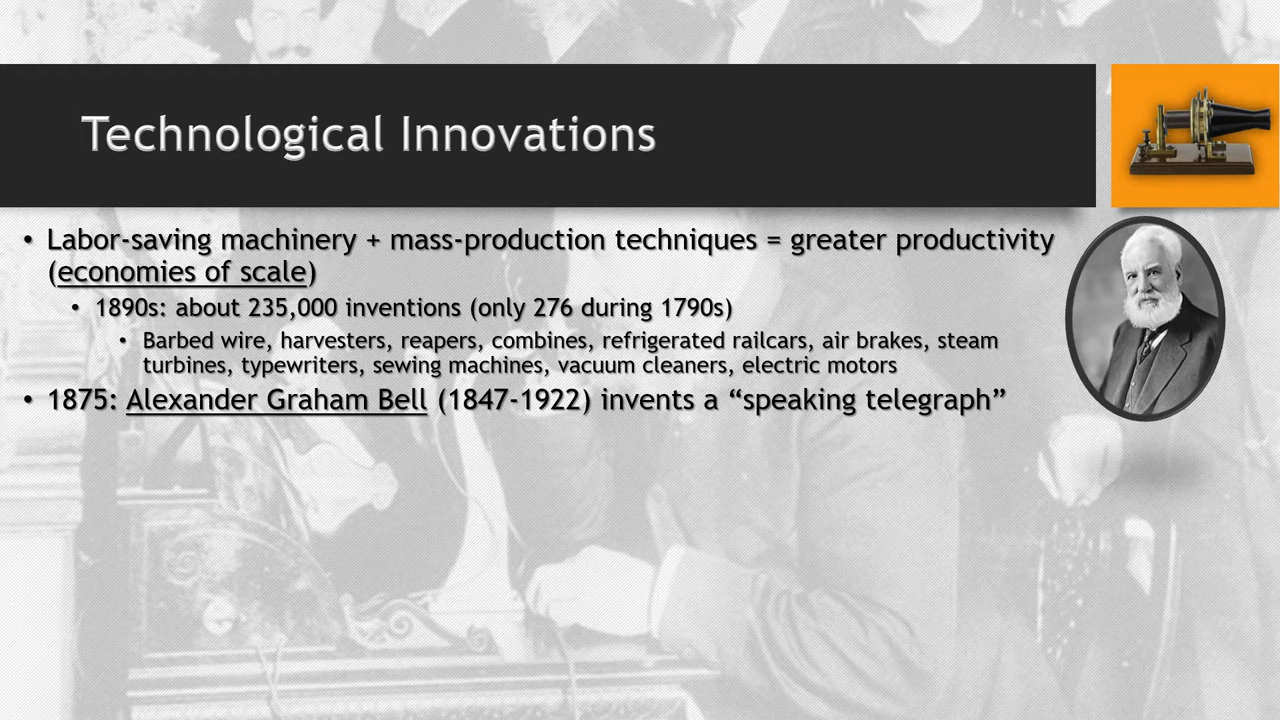 Technological Innovations
• Labor-saving machinery + mass-production techniques = greater productivity
(economies of scale)
• 1890s: about 235,000 inventions (only 276 during 1790s)
• Barbed wire, harvesters, reapers, combines, refrigerated railcars, air brakes, steam
turbines, typewriters, sewing machines, vacuum cleaners, electric motors
• 1875: Alexander Graham Bell (1847-1922) invents a “speaking telegraph”